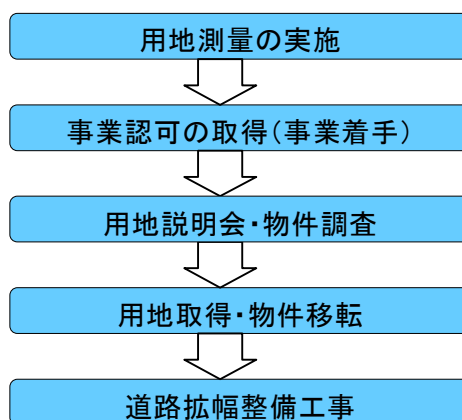 用地測量の実施
事業認可の取得(事業着手)
用地説明会・物件調査
用地取得・物件移転
道路拡幅整備工事